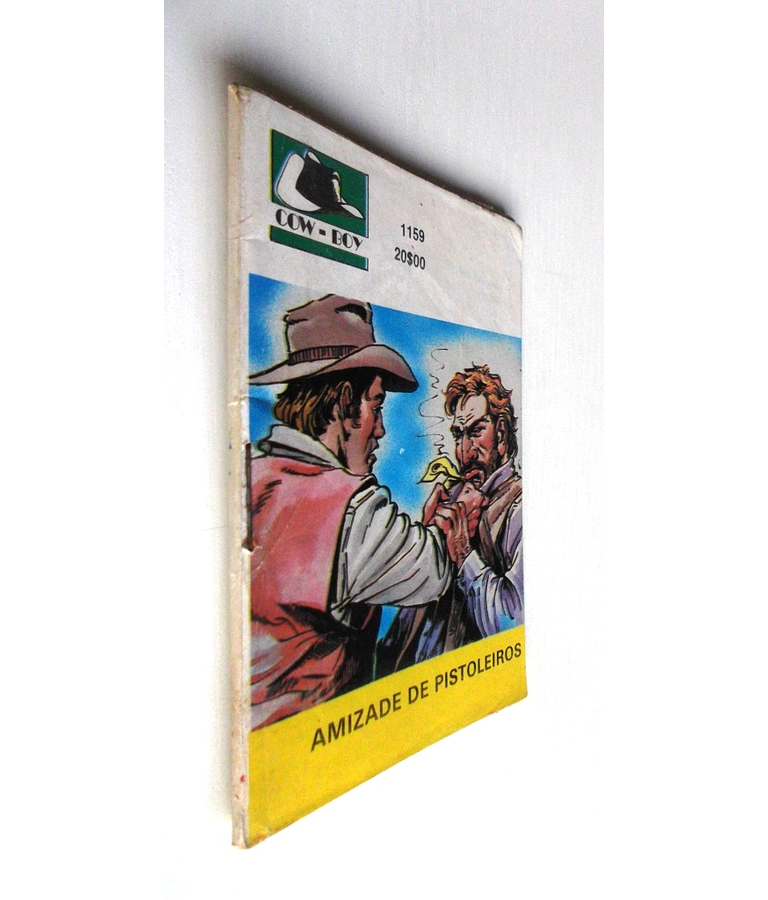 COW-BOY
1159
20$00
AMIZADE DE PISTOLEIROS